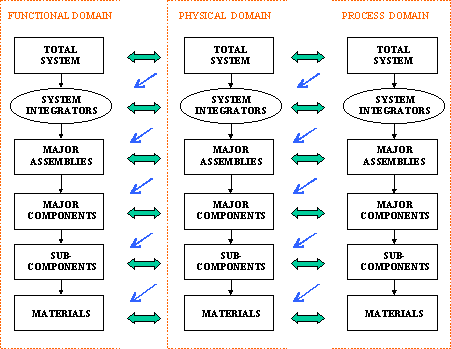 FUNCTIONAL DOMAIN
PHYSICAL DOMAIN
PROCESS DOMAIN
TOTAL
SYSTEM
TOTAL
SYSTEM
TOTAL
SYSTEM
SYSTEM
INTEGRATORS
SYSTEM
INTEGRATORS
SYSTEM
INTEGRATORS
MAJOR
ASSEMBLIES
MAJOR
ASSEMBLIES
MAJOR
ASSEMBLIES
MAJOR
COMPONENTS
MAJOR
COMPONENTS
MAJOR
COMPONENTS
SUB-
COMPONENTS
SUB-
COMPONENTS
SUB-
COMPONENTS
MATERIALS
MATERIALS
MATERIALS